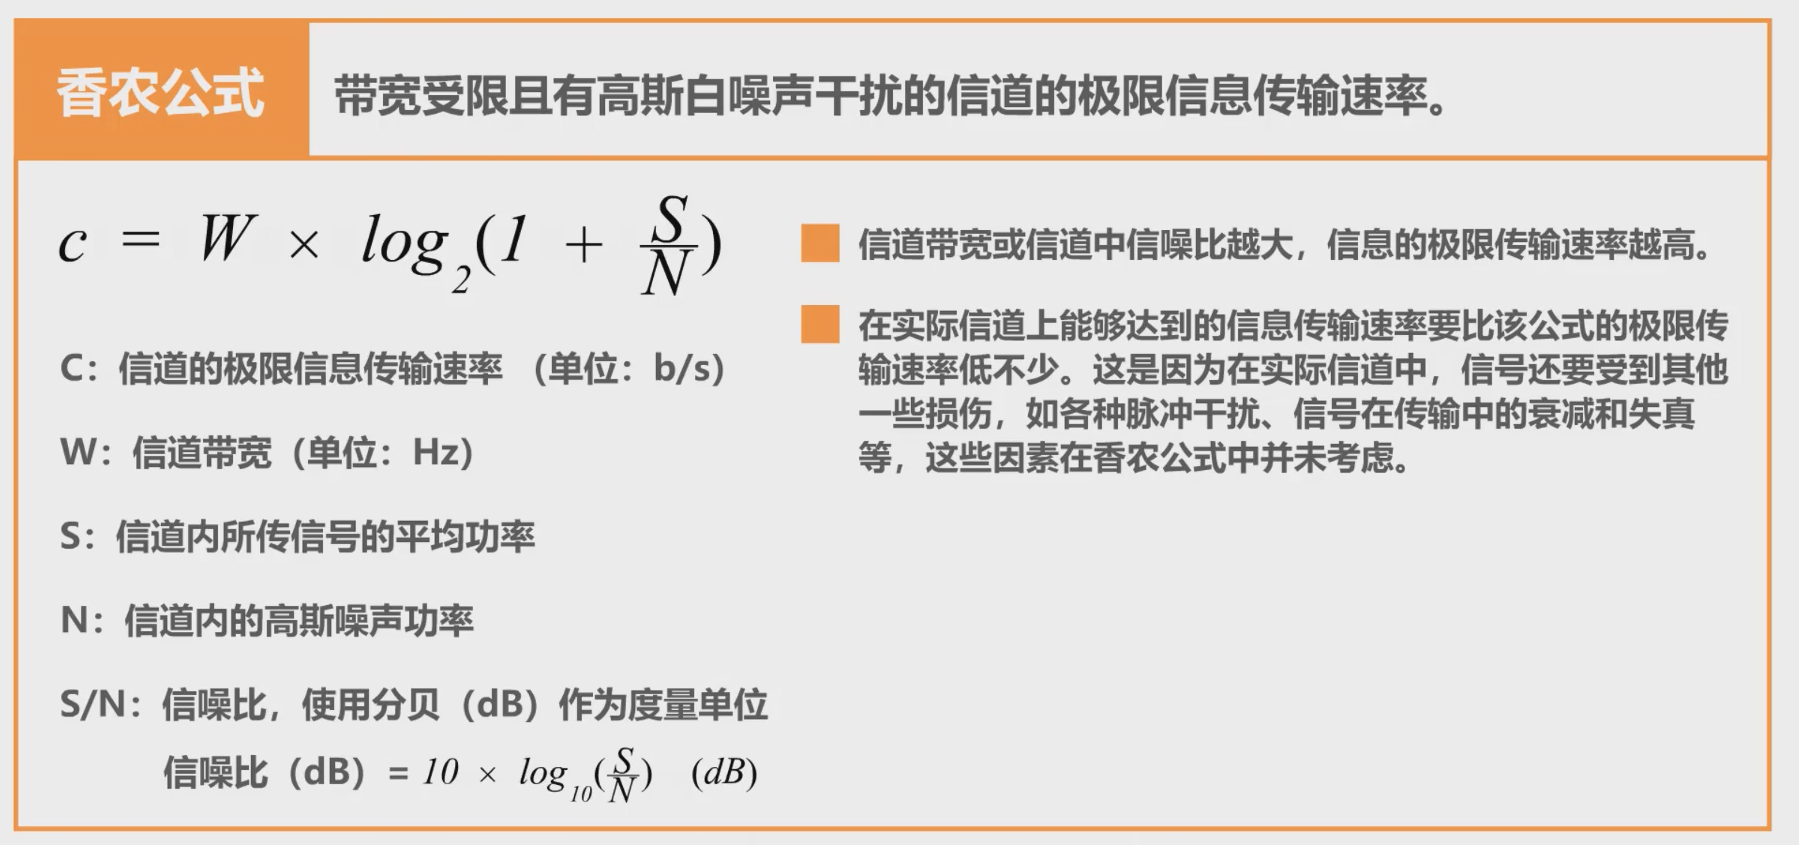 香农公式
带宽受限且有高斯白噪声干扰的信道的极限信息传输速率。
c = W × log₂(1 + S/N)
C：信道的极限信息传输速率 （单位：b/s）
W：信道带宽（单位：Hz）
S：信道内所传信号的平均功率
N：信道内的高斯噪声功率
S/N：信噪比，使用分贝（dB）作为度量单位
信噪比（dB）= 10 × log₁₀(S/N) (dB)
信道带宽或信道中信噪比越大，信息的极限传输速率越高。
在实际信道上能够达到的信息传输速率要比该公式的极限传
输速率低不少。这是因为在实际信道中，信号还要受到其他
一些损伤，如各种脉冲干扰、信号在传输中的衰减和失真
等，这些因素在香农公式中并未考虑。